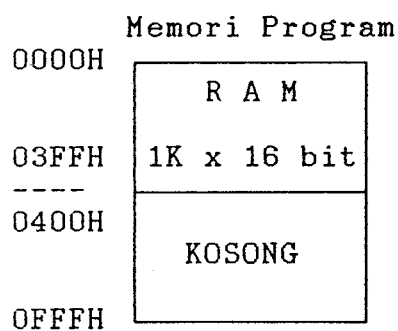 Memori Program
0000H
R A M
03FFH 1K x 16 bit
----
0400H
KOSONG
0FFFH